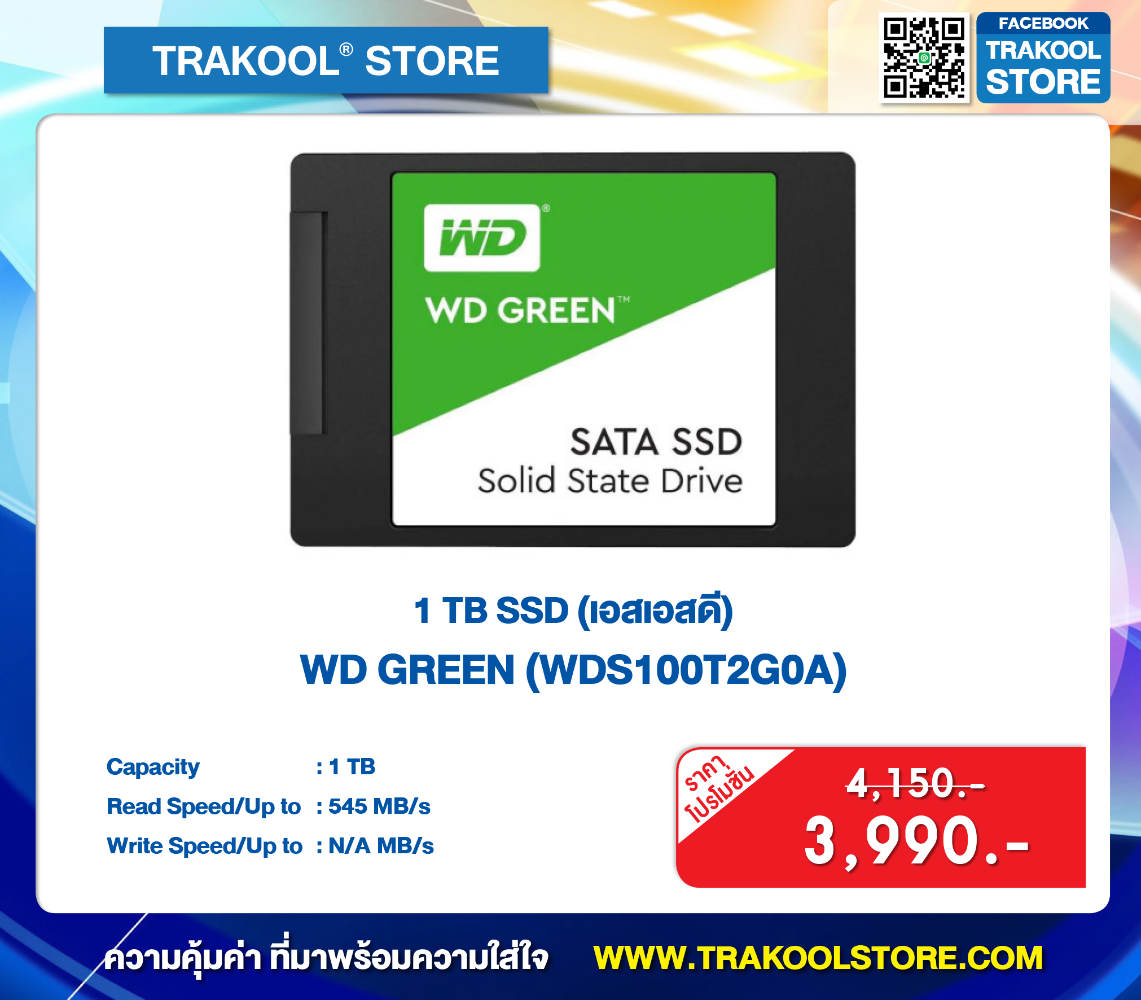 TRAKOOL® STORE
FACEBOOK
TRAKOOL
STORE
WD®
WD GREEN™
SATA SSD
Solid State Drive
1 TB SSD (เอสเอสดี)
WD GREEN (WDS100T2G0A)
Capacity : 1 TB
Read Speed/Up to : 545 MB/s
Write Speed/Up to : N/A MB/s
ราคา
โปรโมชั่น
4,150.-
3,990.-
ความคุ้มค่า ที่มาพร้อมความใส่ใจ WWW.TRAKOOLSTORE.COM